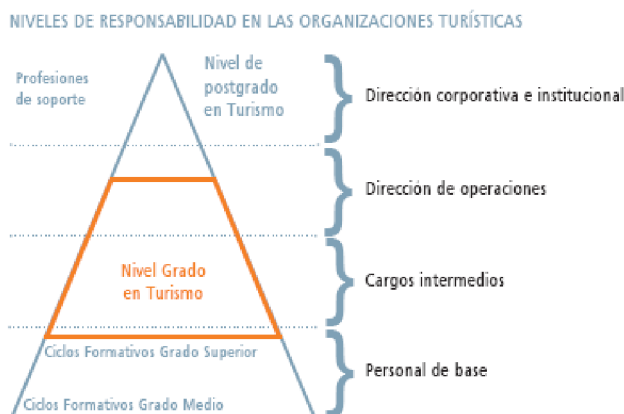 NIVELES DE RESPONSABILIDAD EN LAS ORGANIZACIONES TURÍSTICAS
Profesiones
de soporte
Nivel de
postgrado
en Turismo
Dirección corporativa e institucional
Dirección de operaciones
Nivel Grado
en Turismo
Cargos intermedios
Ciclos Formativos Grado Superior
Personal de base
Ciclos Formativos Grado Medio